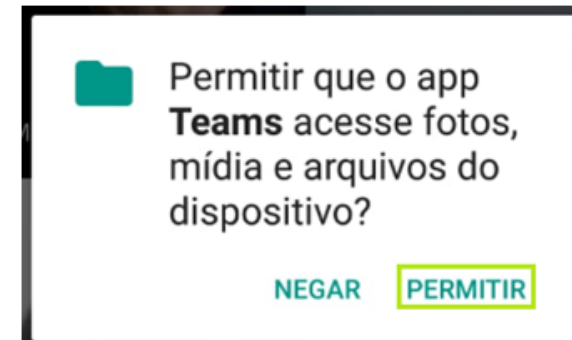 Permitir que o app
Teams acesse fotos,
mídia e arquivos do
dispositivo?
NEGAR PERMITIR